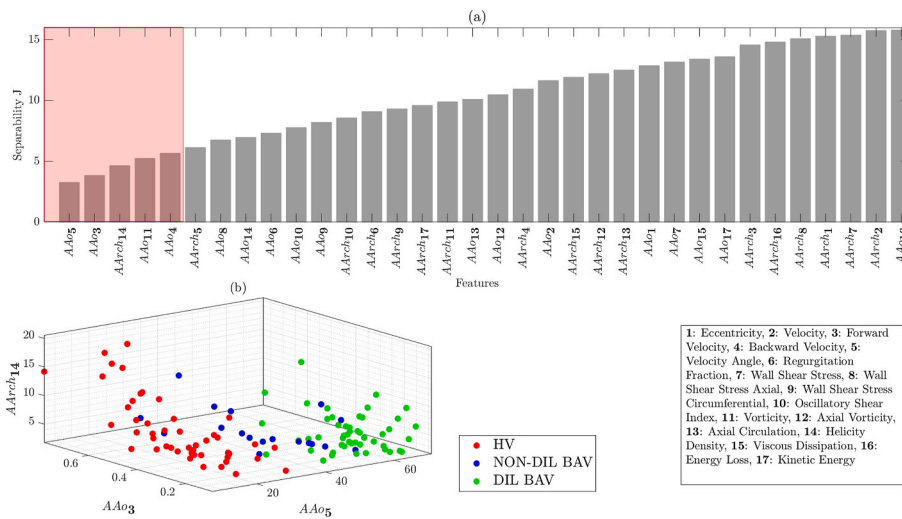 (a)
Separability J
15
10
5
0
AAo5
AAo3
AArch14
AAo11
AAo4
AArch5
AAo8
AAo14
AAo6
AAo10
AAo9
AArch10
AArch6
AArch9
AArch17
AArch11
AAo13
AAo12
AArch4
AAo2
AArch15
AArch12
AArch13
AAo1
AAo7
AAo15
AAo17
AArch3
AArch16
AArch8
AArch1
AArch7
AArch2
Features
(b)
AArch14
20
15
10
5
0.6
0.4
0.2
AAo3
20
40
60
AAo5
HV
NON-DIL BAV
DIL BAV
1: Eccentricity, 2: Velocity, 3: Forward
Velocity, 4: Backward Velocity, 5:
Velocity Angle, 6: Regurgitation
Fraction, 7: Wall Shear Stress, 8: Wall
Shear Stress Axial, 9: Wall Shear Stress
Circumferential, 10: Oscillatory Shear
Index, 11: Vorticity, 12: Axial Vorticity,
13: Axial Circulation, 14: Helicity
Density, 15: Viscous Dissipation, 16:
Energy Loss, 17: Kinetic Energy